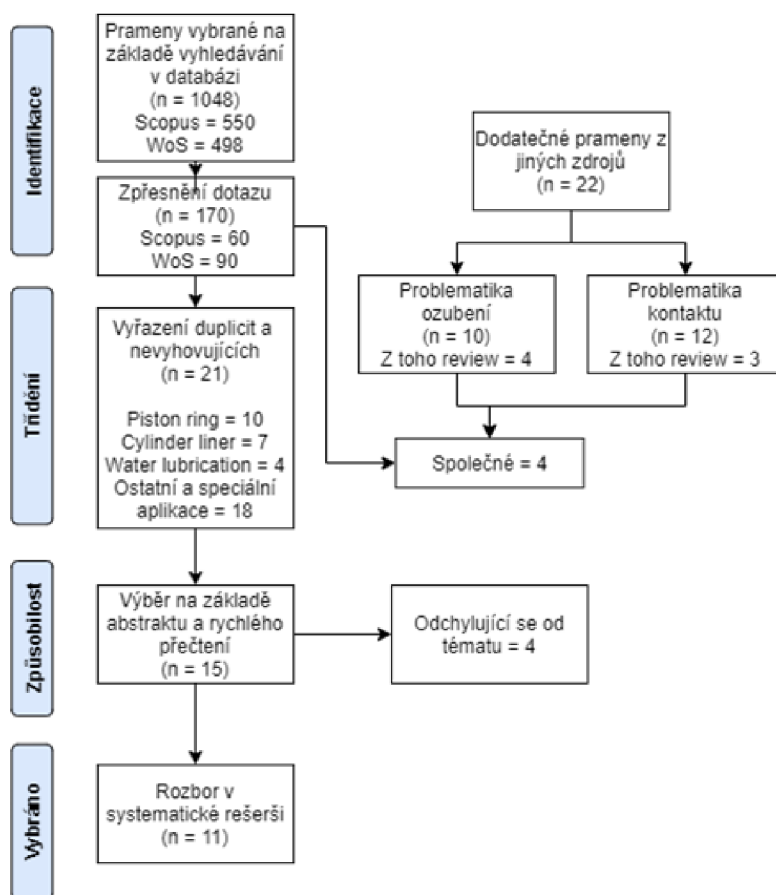 Identifikace
Prameny vybrané na
základě vyhledávání
v databázi
(n = 1048)
Scopus = 550
WoS = 498
Zpřesnění dotazu
(n = 170)
Scopus = 60
WoS = 90
Dodatečné prameny z
jiných zdrojů
(n = 22)
Problematika
ozubení
(n = 10)
Z toho review = 4
Problematika
kontaktu
(n = 12)
Z toho review = 3
Společné = 4
Třídění
Vyřazení duplicit a
nevyhovujících
(n = 21)
Piston ring = 10
Cylinder liner = 7
Water lubrication = 4
Ostatní a speciální
aplikace = 18
Způsobilost
Výběr na základě
abstraktu a rychlého
přečtení
(n = 15)
Odchylující se od
tématu = 4
Vybráno
Rozbor v
systematické rešerši
(n = 11)